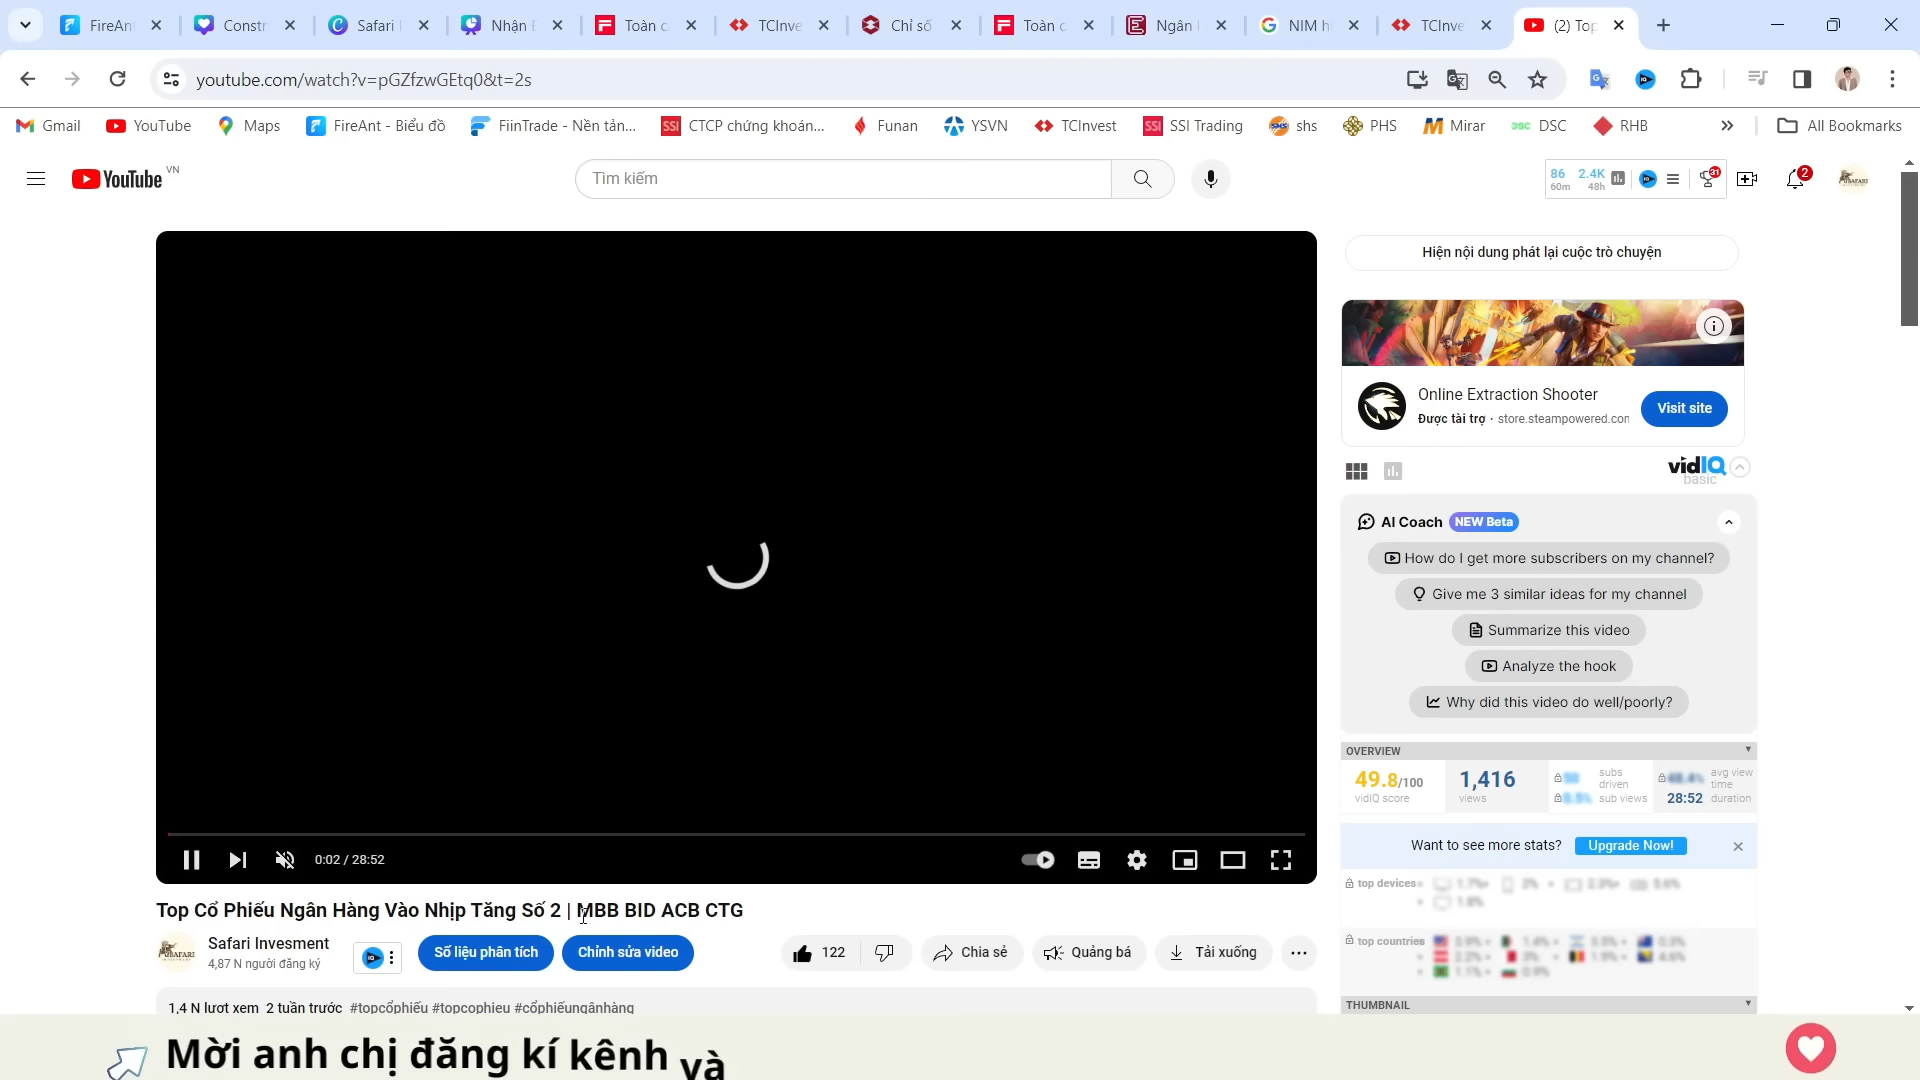 FireAn
Constr
Safari
Nhận
Toàn c
TCInve
Chỉ số
Toàn c
Ngân
NIM h
TCInve
(2) Top
youtube.com/watch?v=pGZfzwGEtq0&t=2s
Gmail
YouTube
Maps
FireAnt - Biểu đồ
FiinTrade - Nền tản...
SSI CTCP chứng khoán...
Funan
YSVN
TCInvest
SSI SSI Trading
shs
PHS
Mirar
DSC DSC
RHB
All Bookmarks
YouTube VN
Tìm kiếm
86 2.4K
60m 48h
31
2
Hiện nội dung phát lại cuộc trò chuyện
Online Extraction Shooter
Được tài trợ · store.steampowered.con
Visit site
vidIQ
basic
AI Coach NEW Beta
How do I get more subscribers on my channel?
Give me 3 similar ideas for my channel
Summarize this video
Analyze the hook
Why did this video do well/poorly?
OVERVIEW
49.8/100
vidIQ score
1,416
views
subs driven
sub views
avg view time
28:52 duration
Want to see more stats? Upgrade Now!
top devices
top countries
THUMBNAIL
0:02 / 28:52
Top Cổ Phiếu Ngân Hàng Vào Nhịp Tăng Số 2 | MBB BID ACB CTG
Safari Invesment
4,87 N người đăng ký
Số liệu phân tích
Chỉnh sửa video
122
Chia sẻ
Quảng bá
Tải xuống
1,4 N lượt xem 2 tuần trước #topcổphiếu #topcophieu #cổphiếungânhàng
Mời anh chị đăng kí kênh và